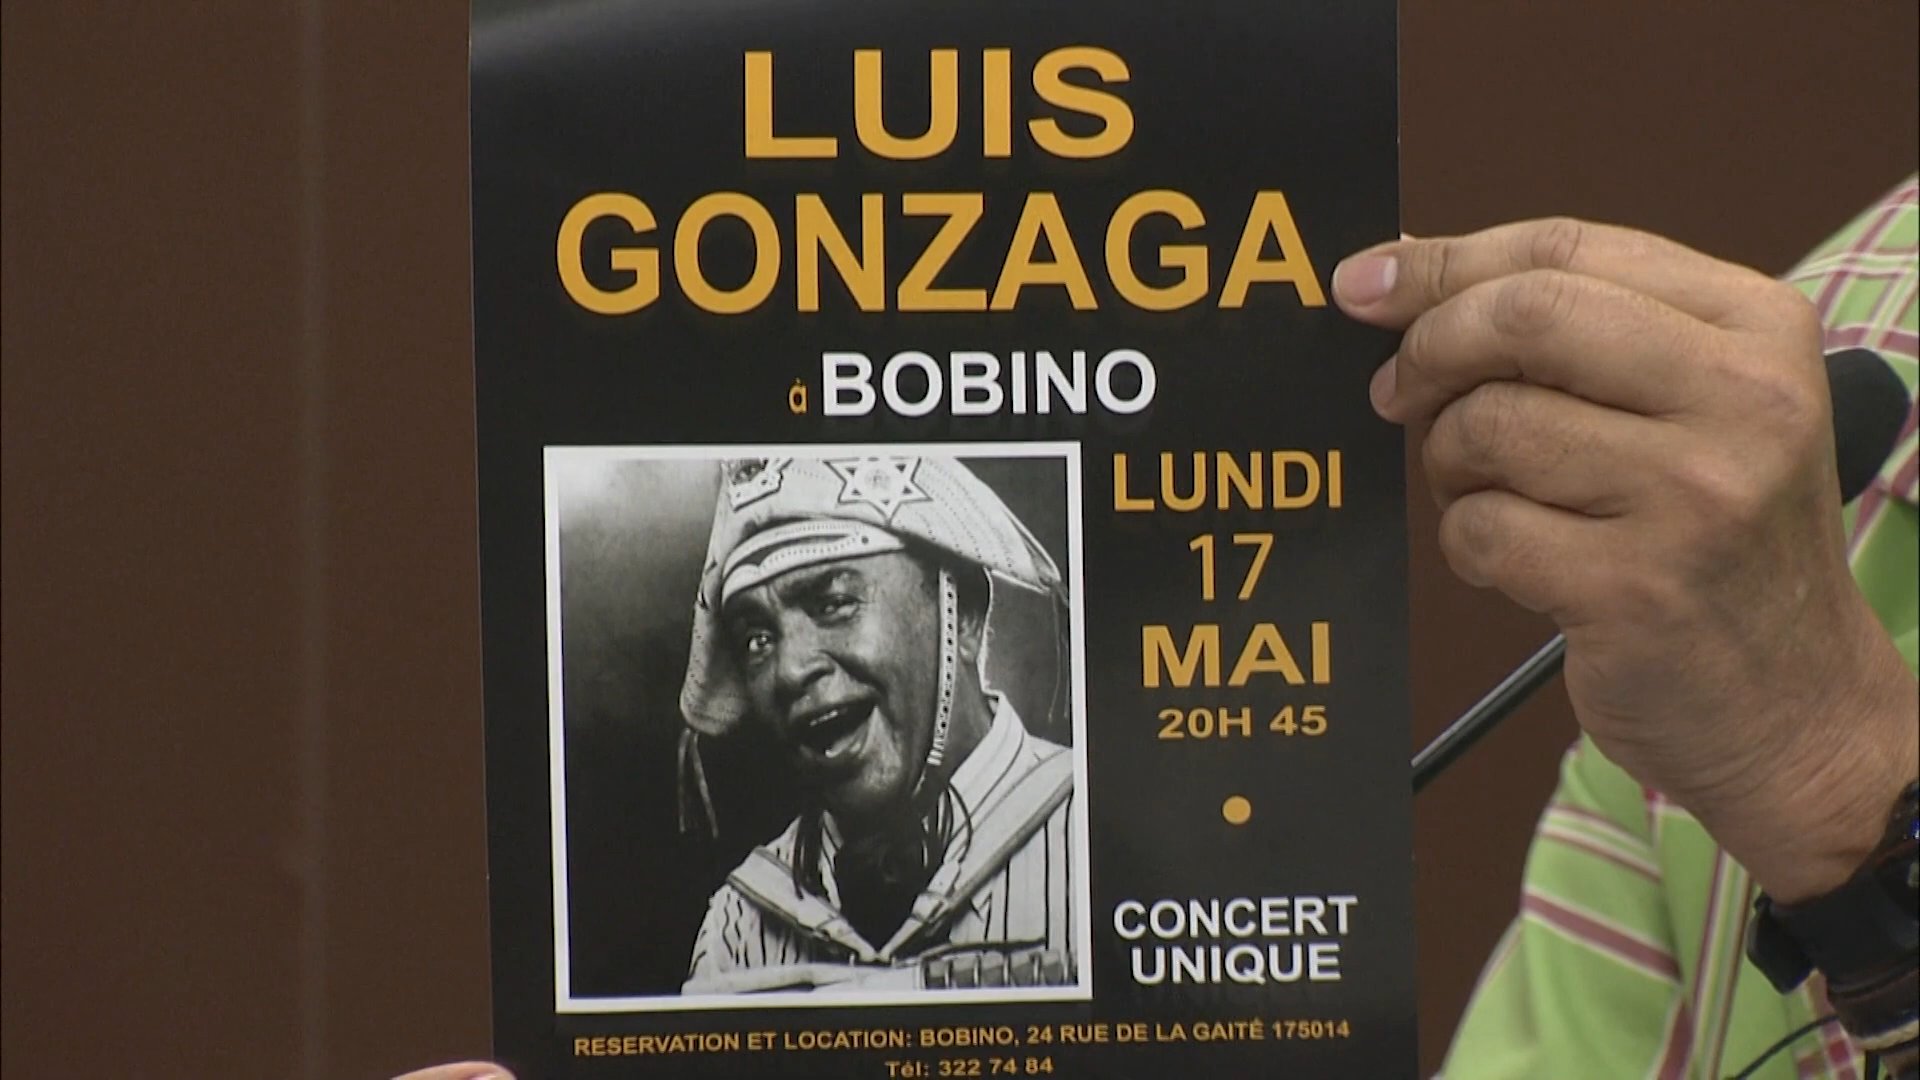 LUIS
GONZAGA
à BOBINO
LUNDI
17
MAI
20H 45
CONCERT
UNIQUE
RESERVATION ET LOCATION: BOBINO, 24 RUE DE LA GAITÉ 175014
Tél: 322 74 84